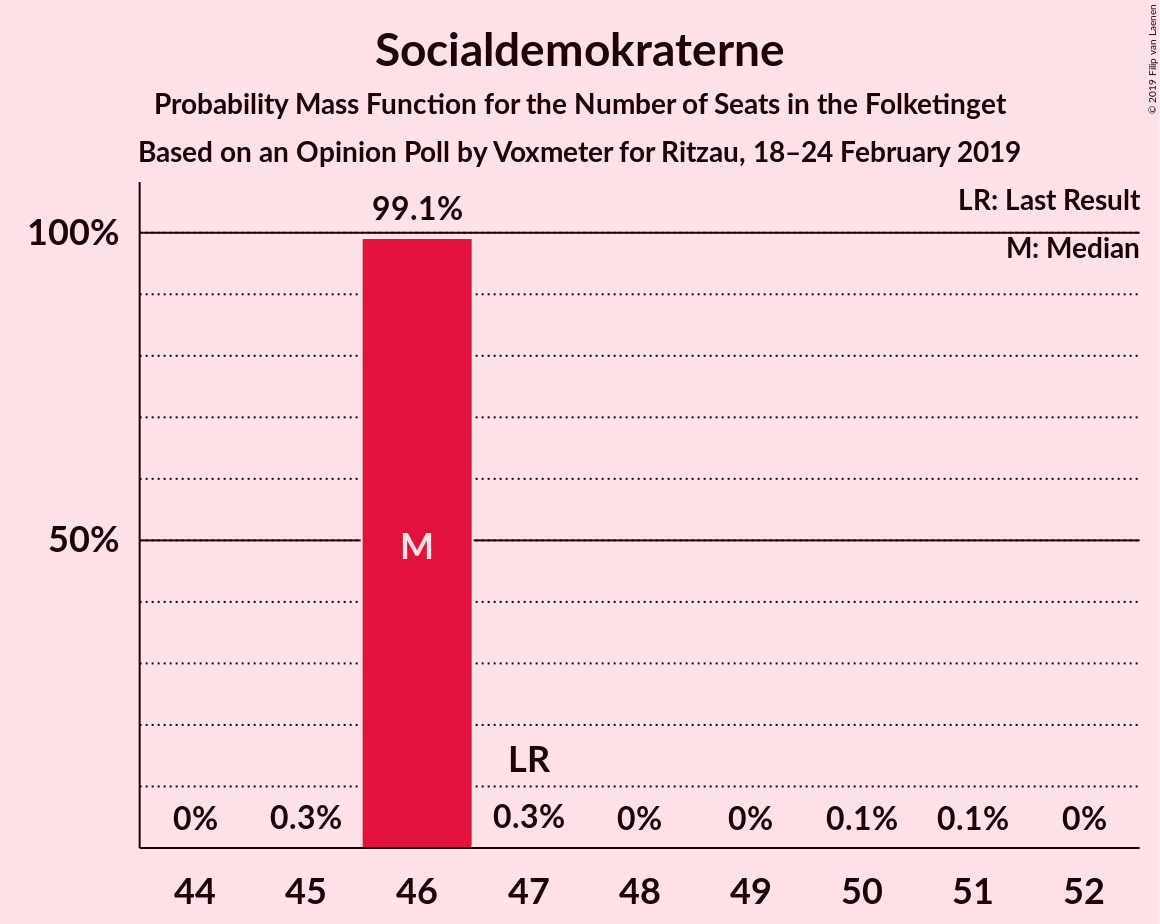 Socialdemokraterne
Probability Mass Function for the Number of Seats in the Folketinget
Based on an Opinion Poll by Voxmeter for Ritzau, 18–24 February 2019
© 2019 Filip van Laenen
LR: Last Result
M: Median
99.1%
100%
50%
M
LR
0% 0.3% 0.3% 0% 0% 0.1% 0.1% 0%
44 45 46 47 48 49 50 51 52